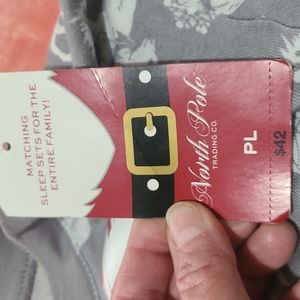 MATCHING
SLEEP SETS FOR THE
ENTIRE FAMILY!
North Pole
TRADING CO.
PL
$42